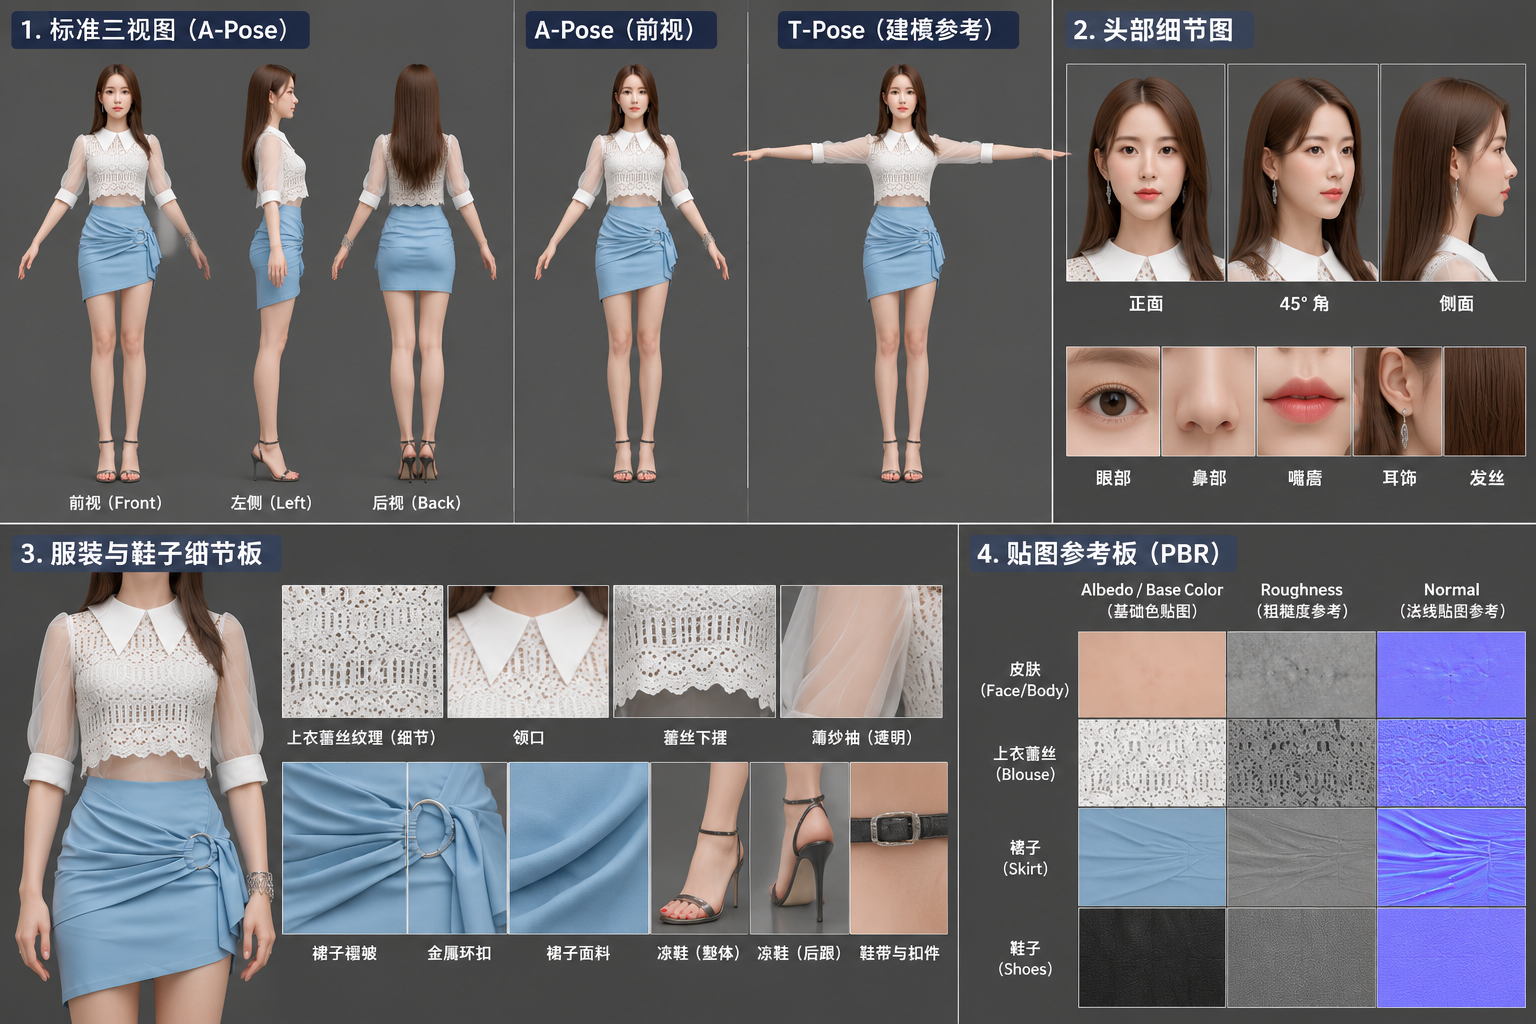 1. 标准三视图（A-Pose）
A-Pose（前视）
T-Pose（建模参考）
前视（Front）
左侧（Left）
后视（Back）
2. 头部细节图
正面
45° 角
侧面
眼部
鼻部
耳饰
发丝
3. 服装与鞋子细节板
上衣蕾丝纹理（细节）
领口
蕾丝下摆
薄纱袖（透明）
裙子褶皱
金属环扣
裙子面料
凉鞋（整体）
凉鞋（后跟）
鞋带与扣件
4. 贴图参考板（PBR）
Albedo / Base Color
（基础色贴图）
Roughness
（粗糙度参考）
Normal
（法线贴图参考）
皮肤
（Face/Body）
上衣蕾丝
（Blouse）
裙子
（Skirt）
鞋子
（Shoes）